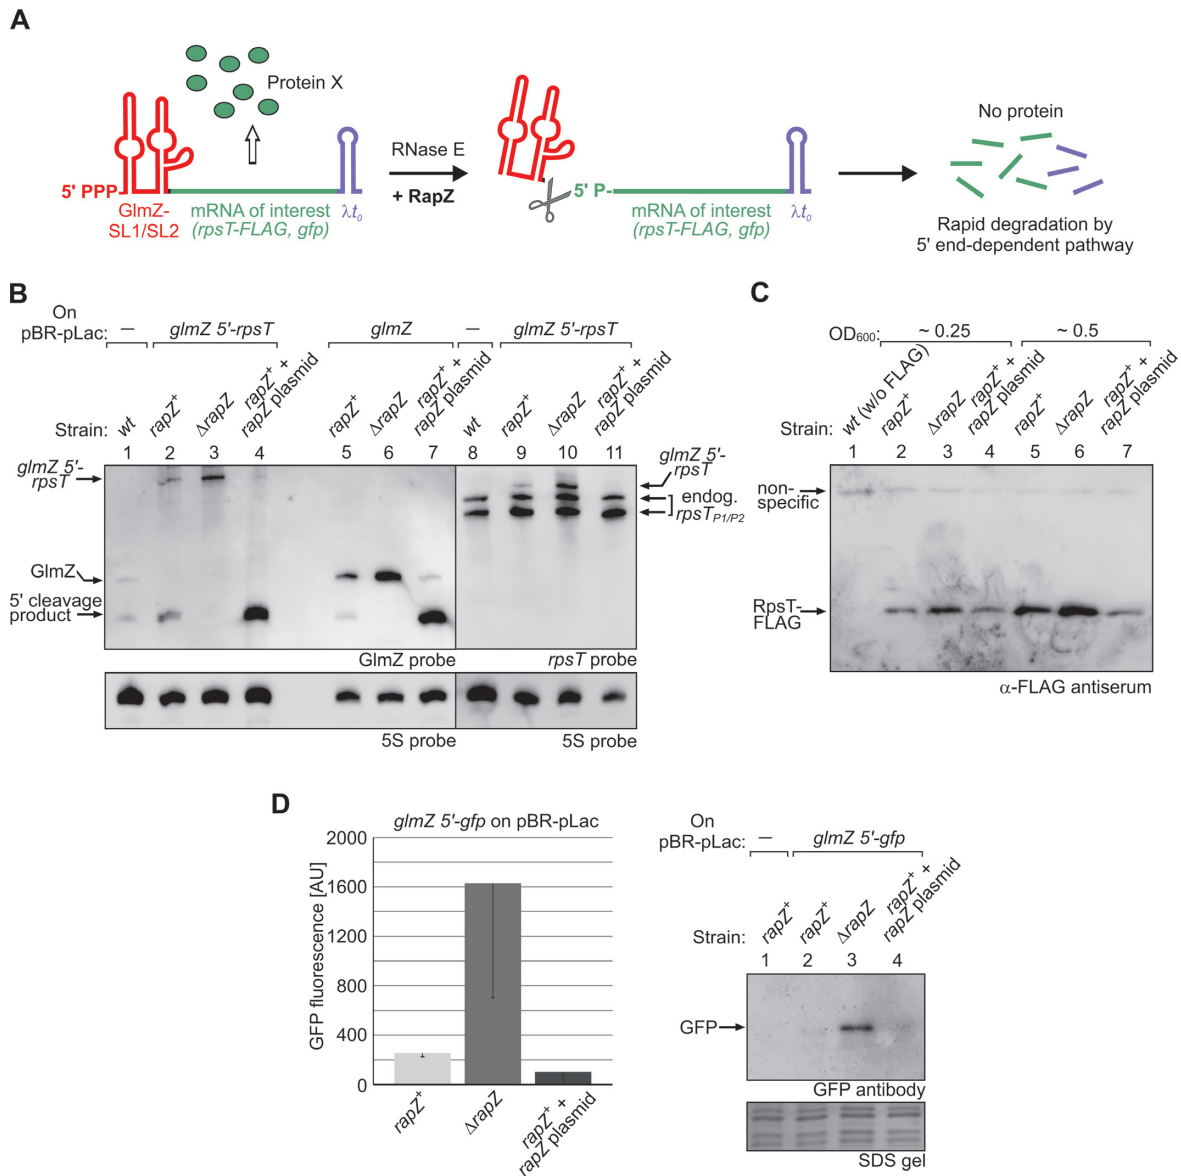 A
Protein X
5' PPP
GlmZ-
SL1/SL2
mRNA of interest
(rpsT-FLAG, gfp)
λt₀
RNase E
+ RapZ
5' P-
mRNA of interest
(rpsT-FLAG, gfp)
λt₀
No protein
Rapid degradation by
5' end-dependent pathway
B
On
pBR-pLac:
—
glmZ 5'-rpsT
glmZ
—
glmZ 5'-rpsT
Strain:
wt
rapZ⁺
ΔrapZ
rapZ⁺ +
rapZ plasmid
rapZ⁺
ΔrapZ
rapZ⁺ +
rapZ plasmid
wt
rapZ⁺
ΔrapZ
rapZ⁺ +
rapZ plasmid
1 2 3 4 5 6 7 8 9 10 11
glmZ 5'-
rpsT
GlmZ
5' cleavage
product
glmZ 5'-
rpsT
endog.
rpsT P1/P2
GlmZ probe
rpsT probe
5S probe
5S probe
C
OD₆₀₀:
~ 0.25
~ 0.5
Strain:
wt (w/o FLAG)
rapZ⁺
ΔrapZ
rapZ⁺ +
rapZ plasmid
rapZ⁺
ΔrapZ
rapZ⁺ +
rapZ plasmid
1 2 3 4 5 6 7
non-
specific
RpsT-
FLAG
α-FLAG antiserum
D
glmZ 5'-gfp on pBR-pLac
GFP fluorescence [AU]
2000
1600
1200
800
400
0
rapZ⁺
ΔrapZ
rapZ⁺ +
rapZ plasmid
On
pBR-pLac:
—
glmZ 5'-gfp
Strain:
rapZ⁺
rapZ⁺
ΔrapZ
rapZ⁺ +
rapZ plasmid
1 2 3 4
GFP
GFP antibody
SDS gel